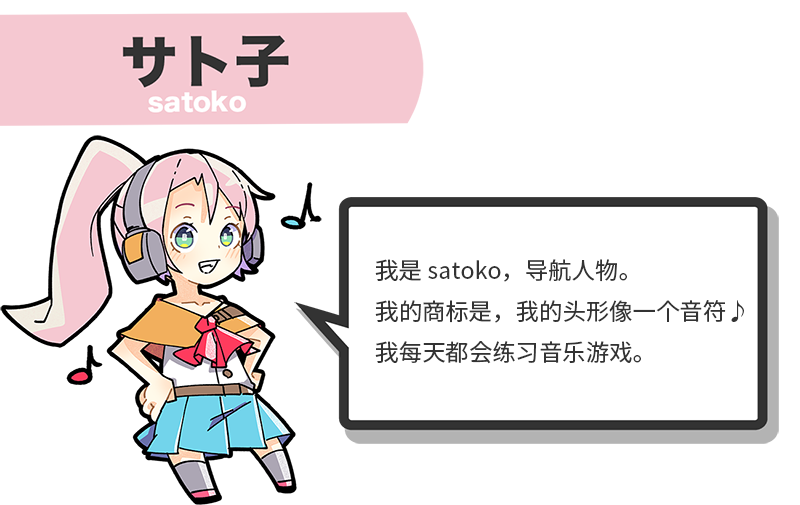 サト子
satoko
我是 satoko，导航人物。
我的商标是，我的头形像一个音符♪
我每天都会练习音乐游戏。